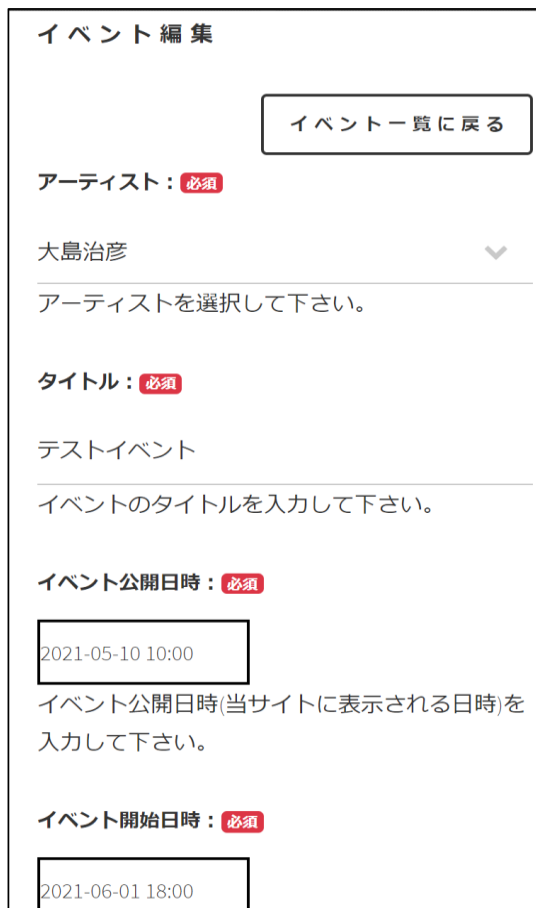 イベント編集
イベント一覧に戻る
アーティスト：必須
大島治彦
アーティストを選択して下さい。
タイトル：必須
テストイベント
イベントのタイトルを入力して下さい。
イベント公開日時：必須
2021-05-10 10:00
イベント公開日時(当サイトに表示される日時)を
入力して下さい。
イベント開始日時：必須
2021-06-01 18:00